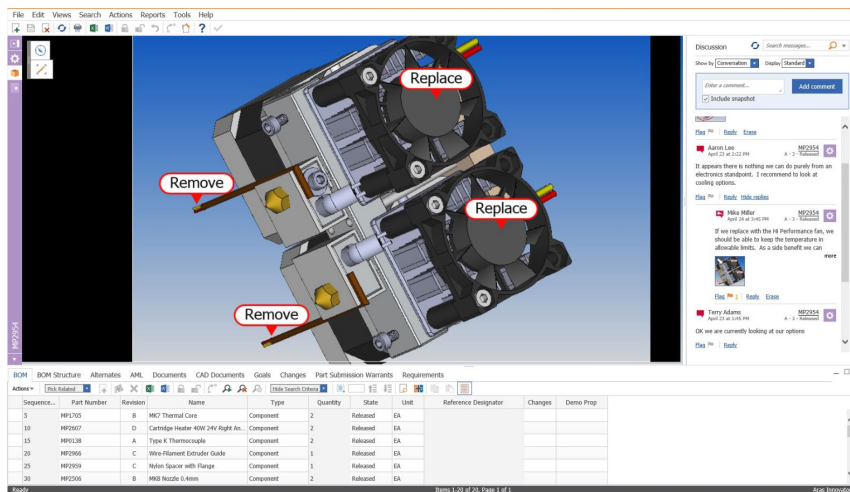 File Edit Views Search Actions Reports Tools Help
Discussion
Search messages...
Show by Conversation Display Standard
Enter a comment...
Add comment
Include snapshot
Flag Reply Erase
Aaron Lee
MP2954
April 23 at 2:22 PM
A - 3 - Released
It appears there is nothing we can do purely from an
electronics standpoint. I recommend to look at
cooling options.
Flag Reply Hide replies
Mike Miller
MP2954
April 24 at 3:45 PM
A - 3 - Released
If we replace with the Hi Performance fan, we
should be able to keep the temperature in
allowable limits. As a side benefit we can
more
Flag 1 Reply Erase
Terry Adams
MP2954
April 23 at 1:45 PM
A - 3 - Released
OK we are currently looking at our options
Flag Reply
Replace
Remove
Replace
Remove
MP2954
BOM BOM Structure Alternates AML Documents CAD Documents Goals Changes Part Submission Warrants Requirements
Actions Pick Related Hide Search Criteria
Sequence... Part Number Revision Name Type Quantity State Unit Reference Designator Changes Demo Prop
5 MP1705 B MK7 Thermal Core Component 2 Released EA
10 MP2607 D Cartridge Heater 40W 24V Right An... Component 2 Released EA
15 MP0138 A Type K Thermocouple Component 2 Released EA
20 MP2966 C Wire-Filament Extruder Guide Component 1 Released EA
25 MP2959 C Nylon Spacer with Flange Component 1 Released EA
30 MP2506 B MK8 Nozzle 0.4mm Component 2 Released EA
Ready
Items 1-20 of 20. Page 1 of 1
Aras Innovator